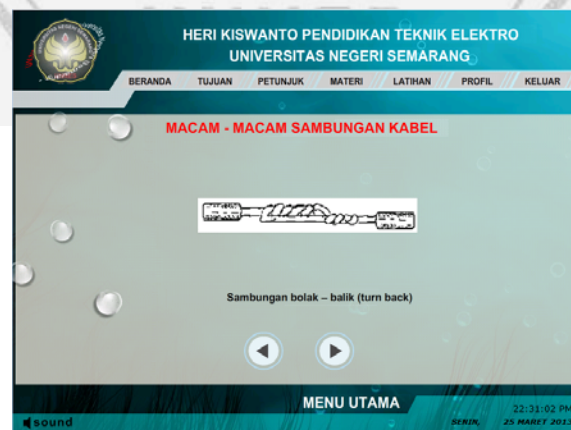 HERI KISWANTO PENDIDIKAN TEKNIK ELEKTRO
UNIVERSITAS NEGERI SEMARANG
BERANDA TUJUAN PETUNJUK MATERI LATIHAN PROFIL KELUAR
MACAM - MACAM SAMBUNGAN KABEL
Sambungan bolak – balik (turn back)
MENU UTAMA
sound
22:31:02 PM
SENIN, 25 MARET 2013